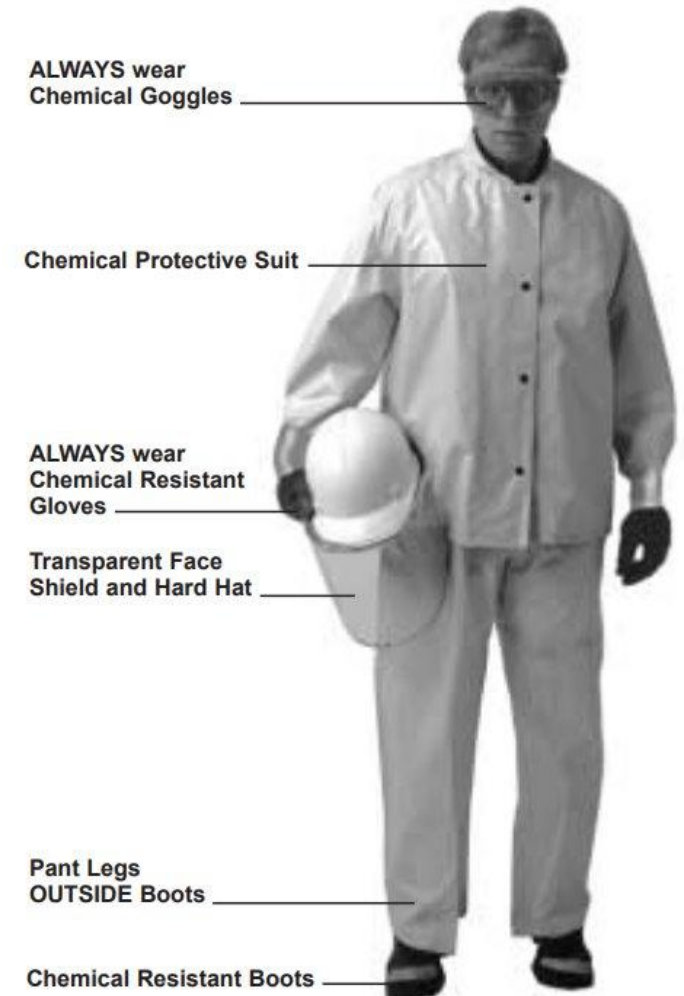 ALWAYS wear
Chemical Goggles
Chemical Protective Suit
ALWAYS wear
Chemical Resistant
Gloves
Transparent Face
Shield and Hard Hat
Pant Legs
OUTSIDE Boots
Chemical Resistant Boots